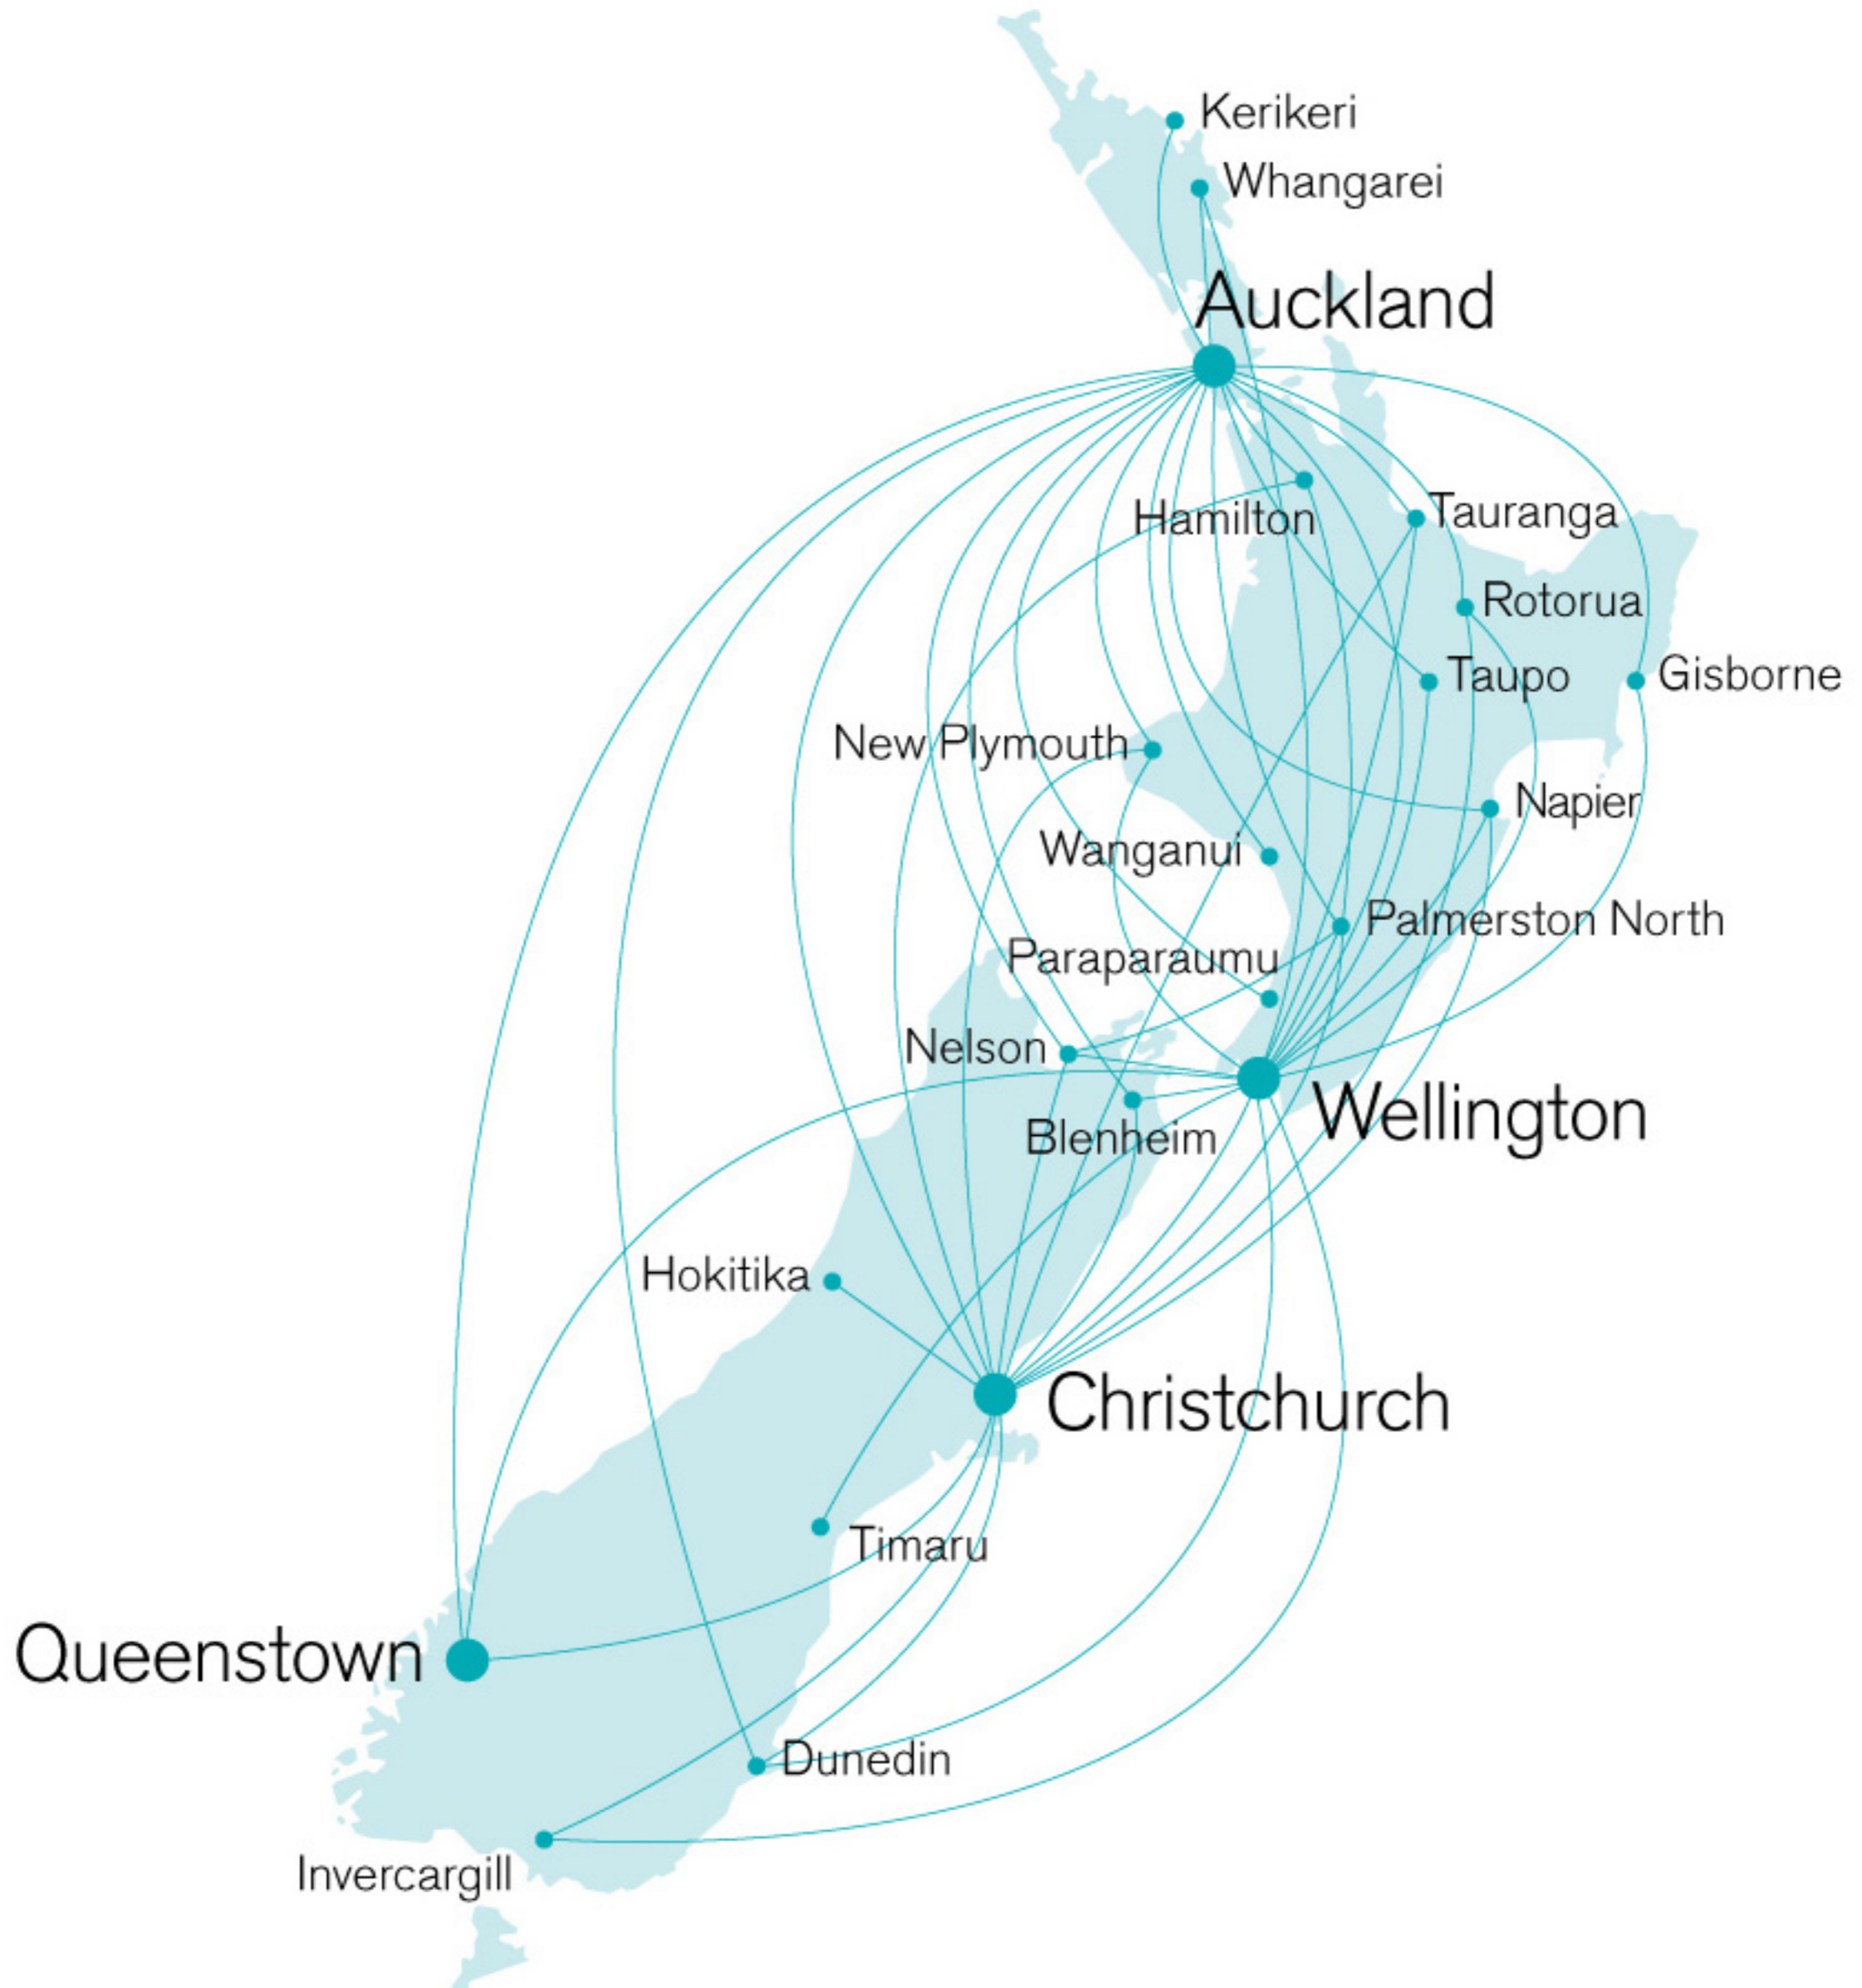 Kerikeri
Whangarei
Auckland
Hamilton
Tauranga
Rotorua
Taupo
Gisborne
New Plymouth
Napier
Wanganui
Palmerston North
Paraparaumu
Nelson
Wellington
Blenheim
Hokitika
Christchurch
Timaru
Queenstown
Dunedin
Invercargill